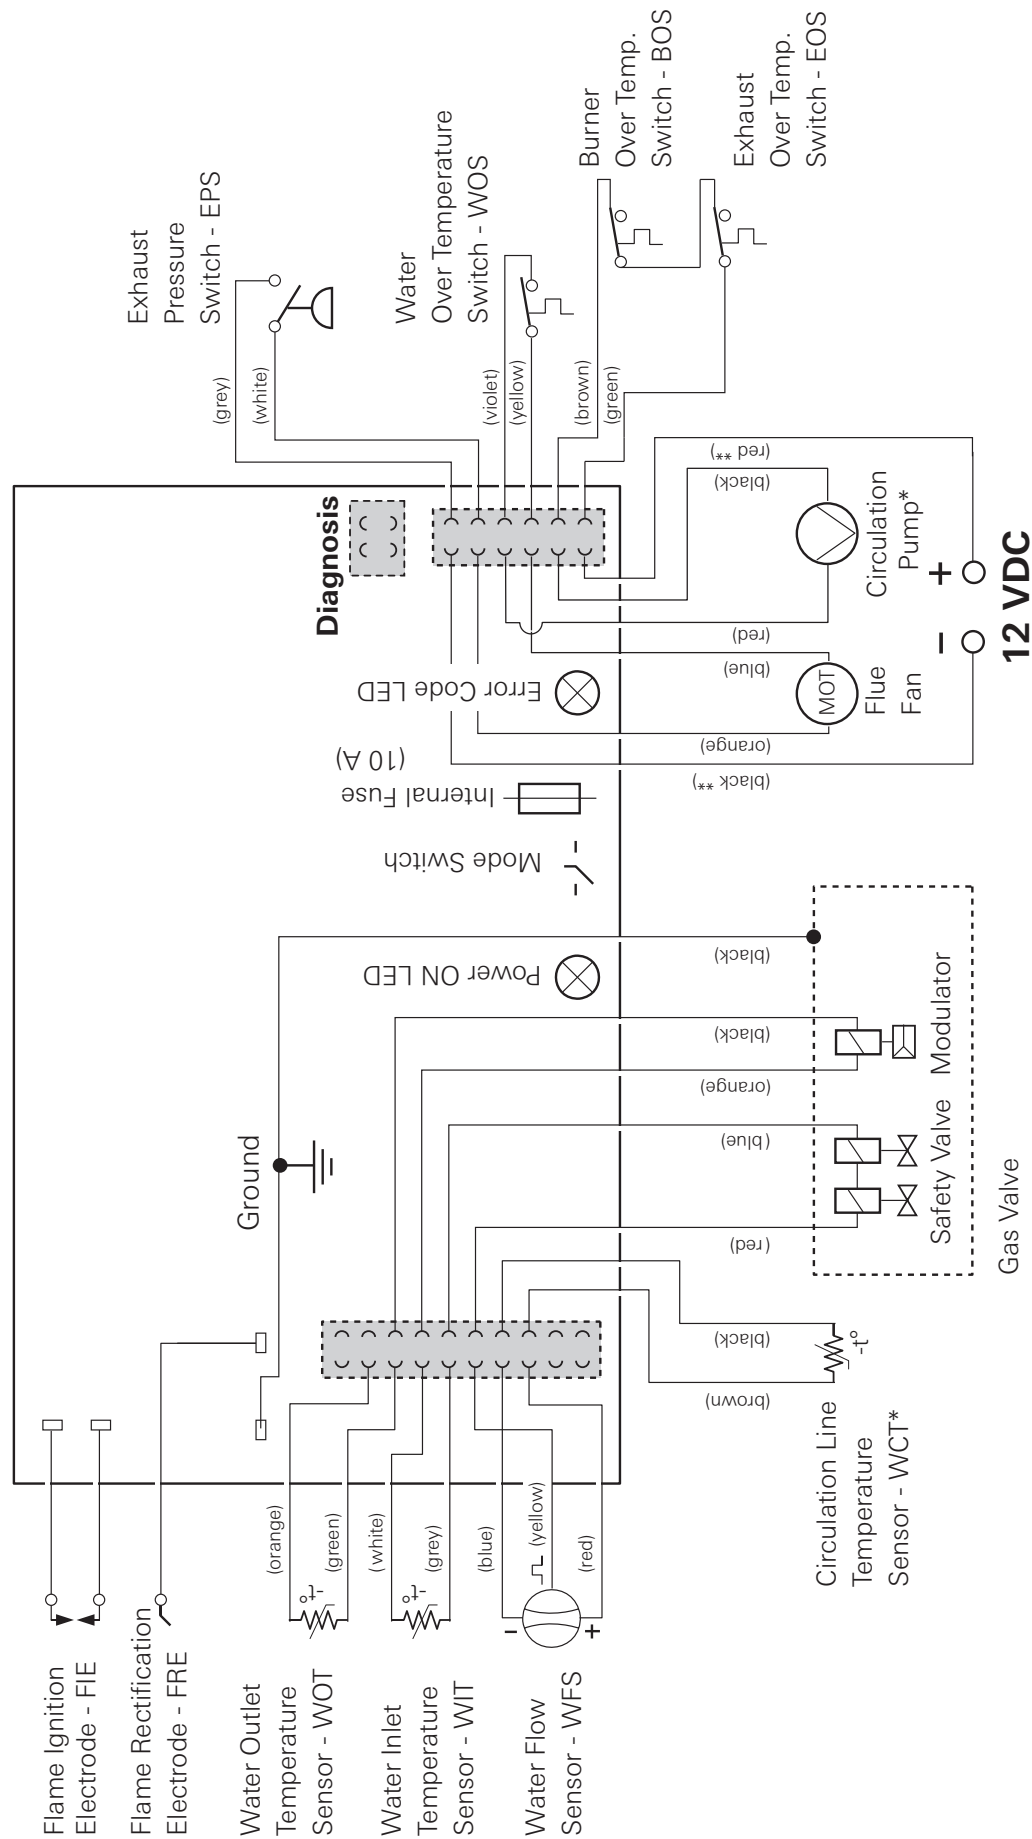 Flame Ignition
Electrode - FIE
Flame Rectification
Electrode - FRE
Water Outlet
Temperature
Sensor - WOT
Water Inlet
Temperature
Sensor - WIT
Water Flow
Sensor - WFS
(orange)
(green)
(white)
(grey)
(blue)
(yellow)
(red)
-t°
-t°
-
+
Ground
Power ON LED
Mode Switch
Internal Fuse
(10 A)
Error Code LED
Diagnosis
Exhaust
Pressure
Switch - EPS
(grey)
(white)
Water
Over Temperature
Switch - WOS
(violet)
(yellow)
Burner
Over Temp.
Switch - BOS
(brown)
(green)
Exhaust
Over Temp.
Switch - EOS
(red **)
(black)
(red)
(blue)
(orange)
(black **)
Circulation
Pump*
MOT
Flue
Fan
- +
12 VDC
(black)
(black)
(orange)
(blue)
(red)
(black)
(brown)
Modulator
Safety Valve
Gas Valve
-t°
Circulation Line
Temperature
Sensor - WCT*